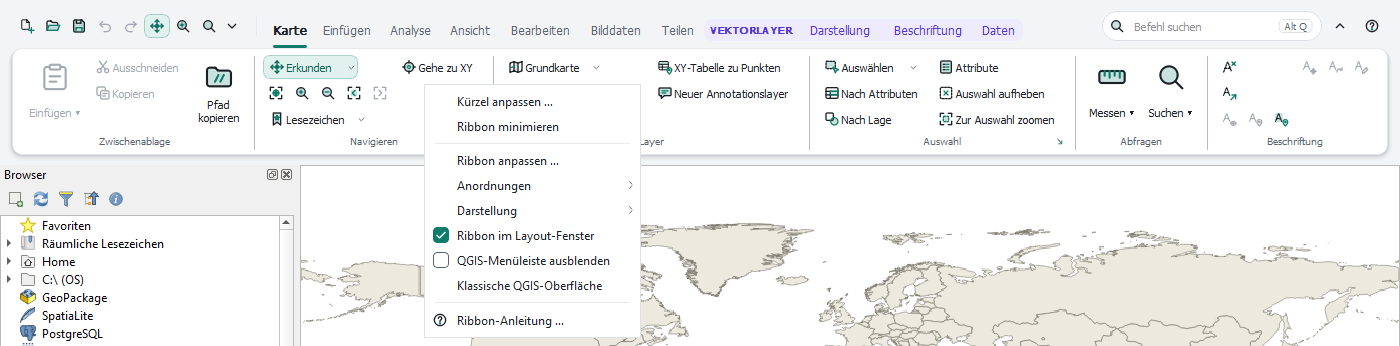 Karte Einfügen Analyse Ansicht Bearbeiten Bilddaten Teilen VEKTORLAYER Darstellung Beschriftung Daten Befehl suchen Alt Q
Einfügen
Ausschneiden
Kopieren
Pfad
kopieren
Zwischenablage
Erkunden
Gehe zu XY
Lesezeichen
Navigieren
Grundkarte
XY-Tabelle zu Punkten
Neuer Annotationslayer
Layer
Auswählen
Attribute
Nach Attributen
Auswahl aufheben
Nach Lage
Zur Auswahl zoomen
Auswahl
Messen
Suchen
Abfragen
Beschriftung
Kürzel anpassen ...
Ribbon minimieren
Ribbon anpassen ...
Anordnungen
Darstellung
Ribbon im Layout-Fenster
QGIS-Menüleiste ausblenden
Klassische QGIS-Oberfläche
Ribbon-Anleitung ...
Browser
Favoriten
Räumliche Lesezeichen
Home
C:\ (OS)
GeoPackage
SpatiaLite
PostgreSQL